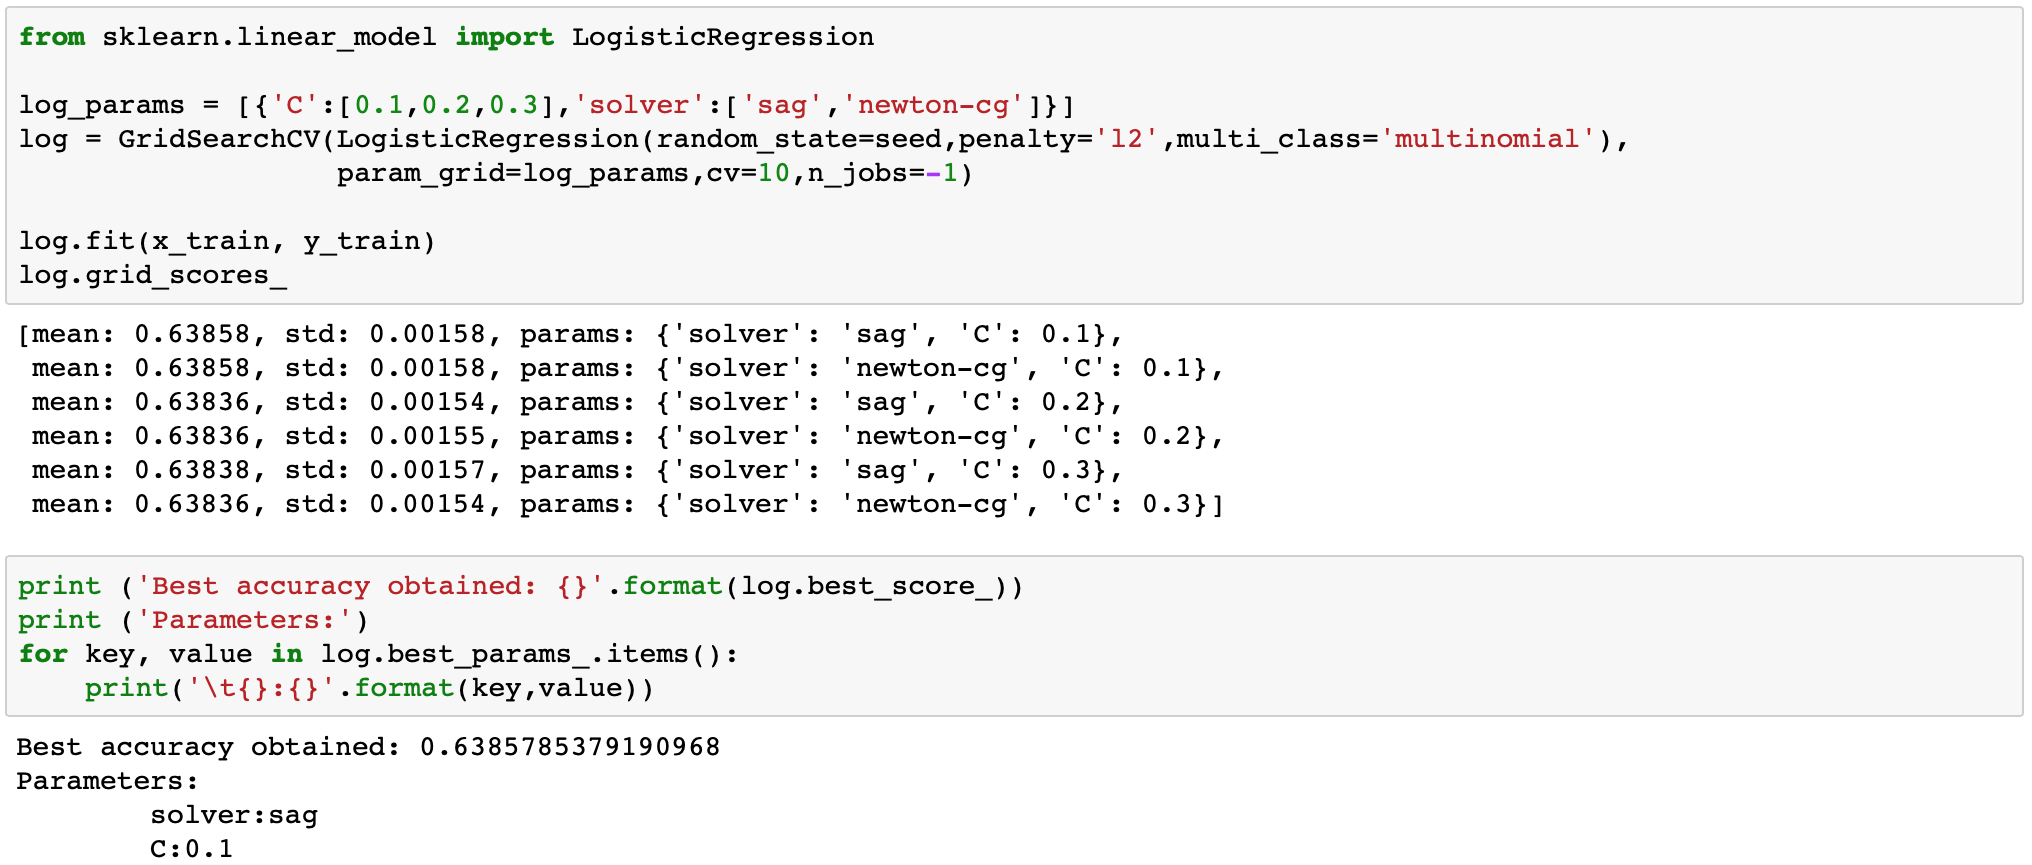 from sklearn.linear_model import LogisticRegression
log_params = [{'C':[0.1,0.2,0.3],'solver':['sag','newton-cg']}]
log = GridSearchCV(LogisticRegression(random_state=seed,penalty='l2',multi_class='multinomial'),
param_grid=log_params,cv=10,n_jobs=-1)
log.fit(x_train, y_train)
log.grid_scores_
[mean: 0.63858, std: 0.00158, params: {'solver': 'sag', 'C': 0.1},
mean: 0.63858, std: 0.00158, params: {'solver': 'newton-cg', 'C': 0.1},
mean: 0.63836, std: 0.00154, params: {'solver': 'sag', 'C': 0.2},
mean: 0.63836, std: 0.00155, params: {'solver': 'newton-cg', 'C': 0.2},
mean: 0.63838, std: 0.00157, params: {'solver': 'sag', 'C': 0.3},
mean: 0.63836, std: 0.00154, params: {'solver': 'newton-cg', 'C': 0.3}]
print ('Best accuracy obtained: {}'.format(log.best_score_))
print ('Parameters:')
for key, value in log.best_params_.items():
    print('\t{}:{}'.format(key,value))
Best accuracy obtained: 0.6385785379190968
Parameters:
solver:sag
C:0.1